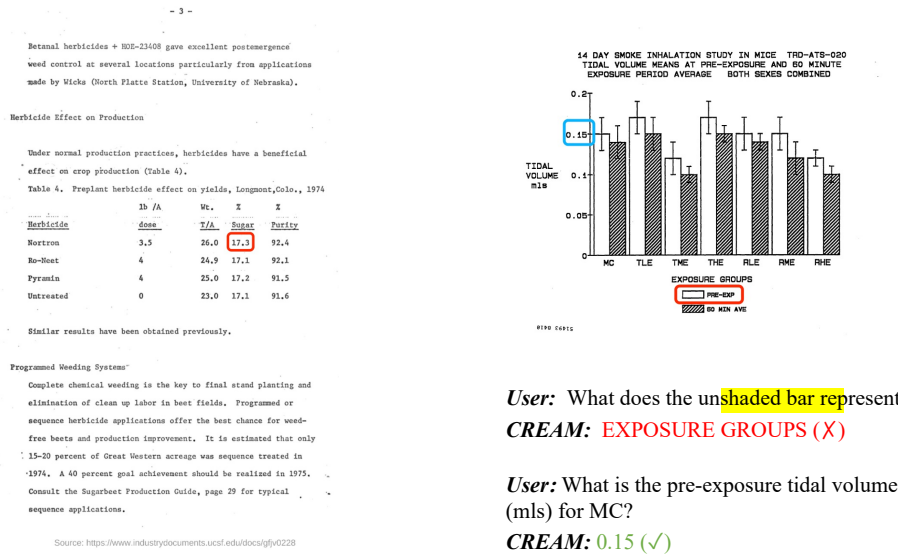 - 3 -
Betanal herbicides + HOE-23408 gave excellent postemergence
weed control at several locations particularly from applications
made by Wicks (North Platte Station, University of Nebraska).
Herbicide Effect on Production
Under normal production practices, herbicides have a beneficial
effect on crop production (Table 4).
Table 4. Preplant herbicide effect on yields, Longmont,Colo., 1974
lb /A Wt. % %
Herbicide dose T/A Sugar Purity
Nortron 3.5 26.0 17.3 92.4
Ro-Neet 4 24.9 17.1 92.1
Pyramin 4 25.0 17.2 91.5
Untreated 0 23.0 17.1 91.6
Similar results have been obtained previously.
Programmed Weeding Systems
Complete chemical weeding is the key to final stand planting and
elimination of clean up labor in beet fields. Programmed or
sequence herbicide applications offer the best chance for weed-
free beets and production improvement. It is estimated that only
15-20 percent of Great Western acreage was sequence treated in
1974. A 40 percent goal achievement should be realized in 1975.
Consult the Sugarbeet Production Guide, page 29 for typical
sequence applications.
Source: https://www.industrydocuments.ucsf.edu/docs/gfjv0228
14 DAY SMOKE INHALATION STUDY IN MICE TRD-ATS-020
TIDAL VOLUME MEANS AT PRE-EXPOSURE AND 60 MINUTE
EXPOSURE PERIOD AVERAGE BOTH SEXES COMBINED
0.2
0.15
0.1
0.05
0
TIDAL
VOLUME
mls
MC TLE TME THE RLE RME RHE
EXPOSURE GROUPS
PRE-EXP
60 MIN AVE
51493 0410
User: What does the unshaded bar represent
CREAM: EXPOSURE GROUPS (✗)
User: What is the pre-exposure tidal volume
(mls) for MC?
CREAM: 0.15 (✓)